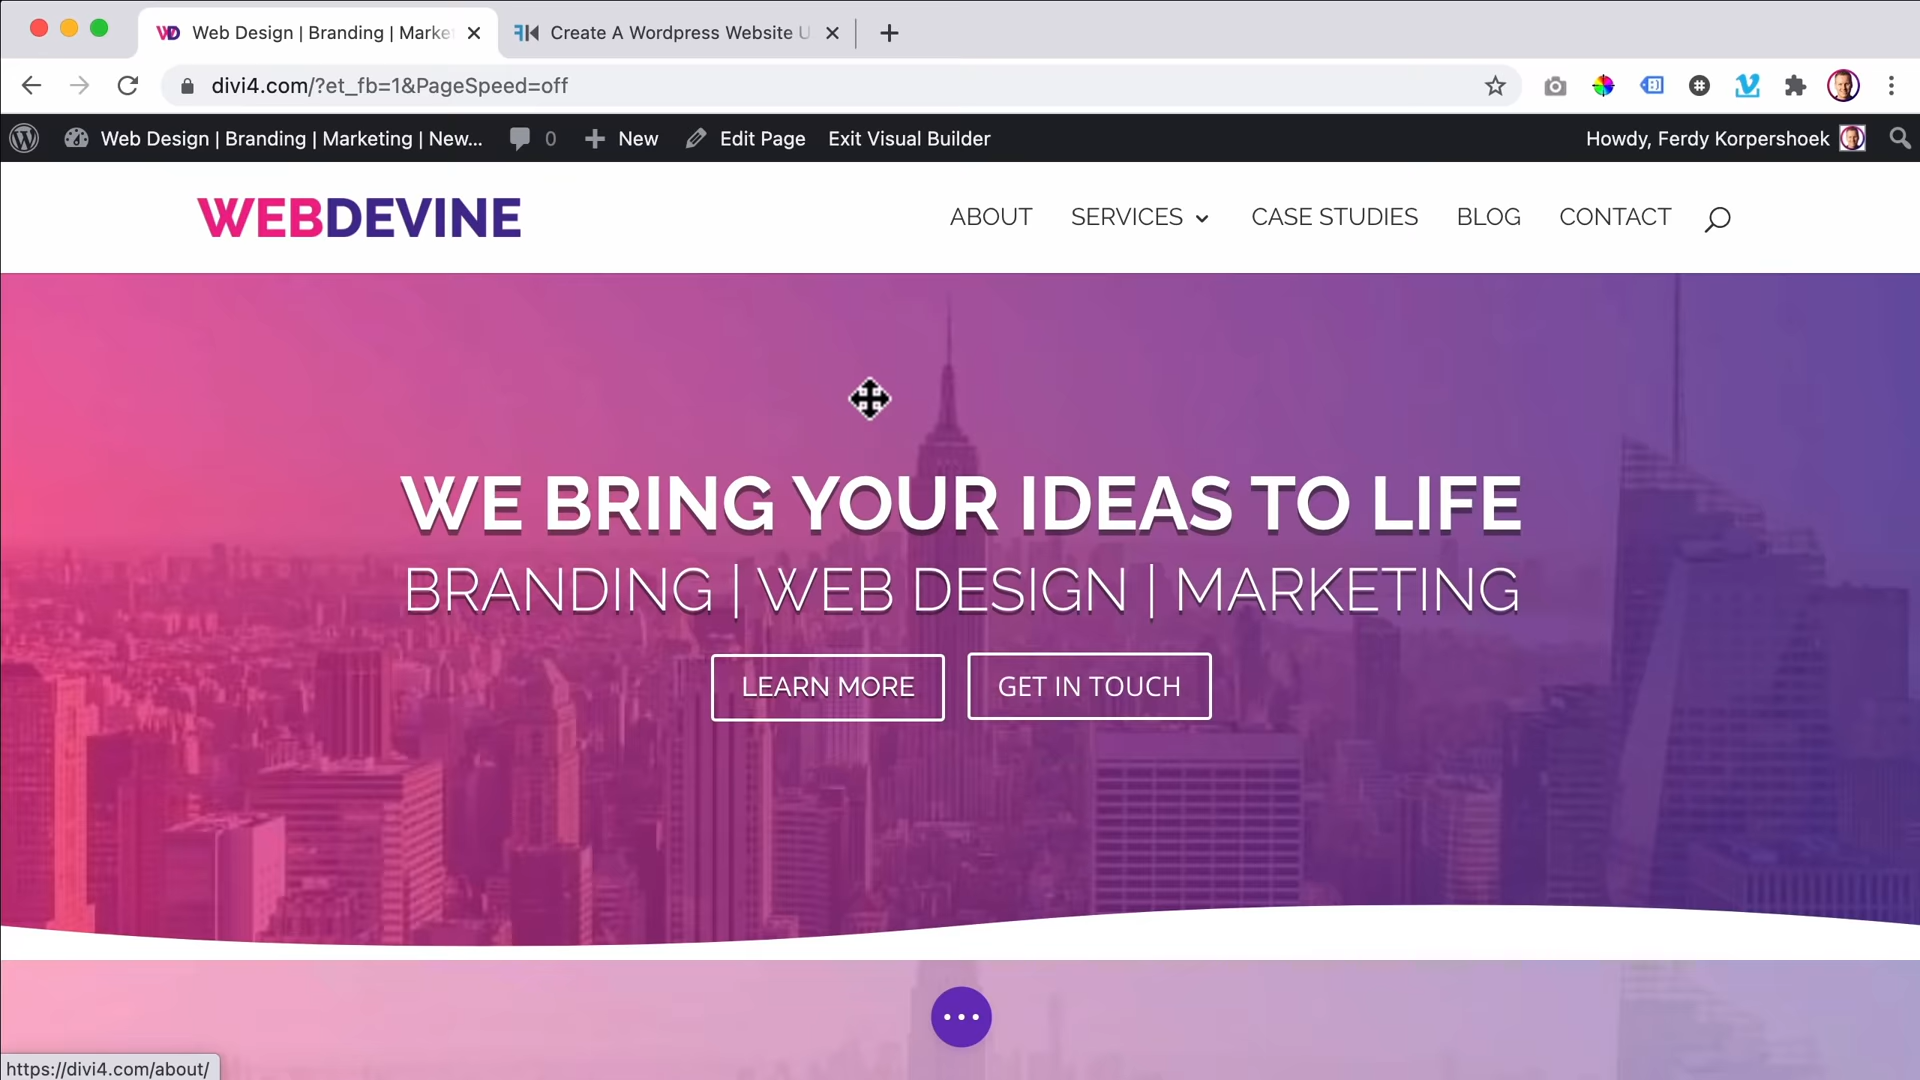 Web Design | Branding | Marke
Create A Wordpress Website U
divi4.com/?et_fb=1&PageSpeed=off
Web Design | Branding | Marketing | New... 0 New Edit Page Exit Visual Builder Howdy, Ferdy Korpershoek
WEBDEVINE
ABOUT SERVICES CASE STUDIES BLOG CONTACT
WE BRING YOUR IDEAS TO LIFE
BRANDING | WEB DESIGN | MARKETING
LEARN MORE
GET IN TOUCH
https://divi4.com/about/